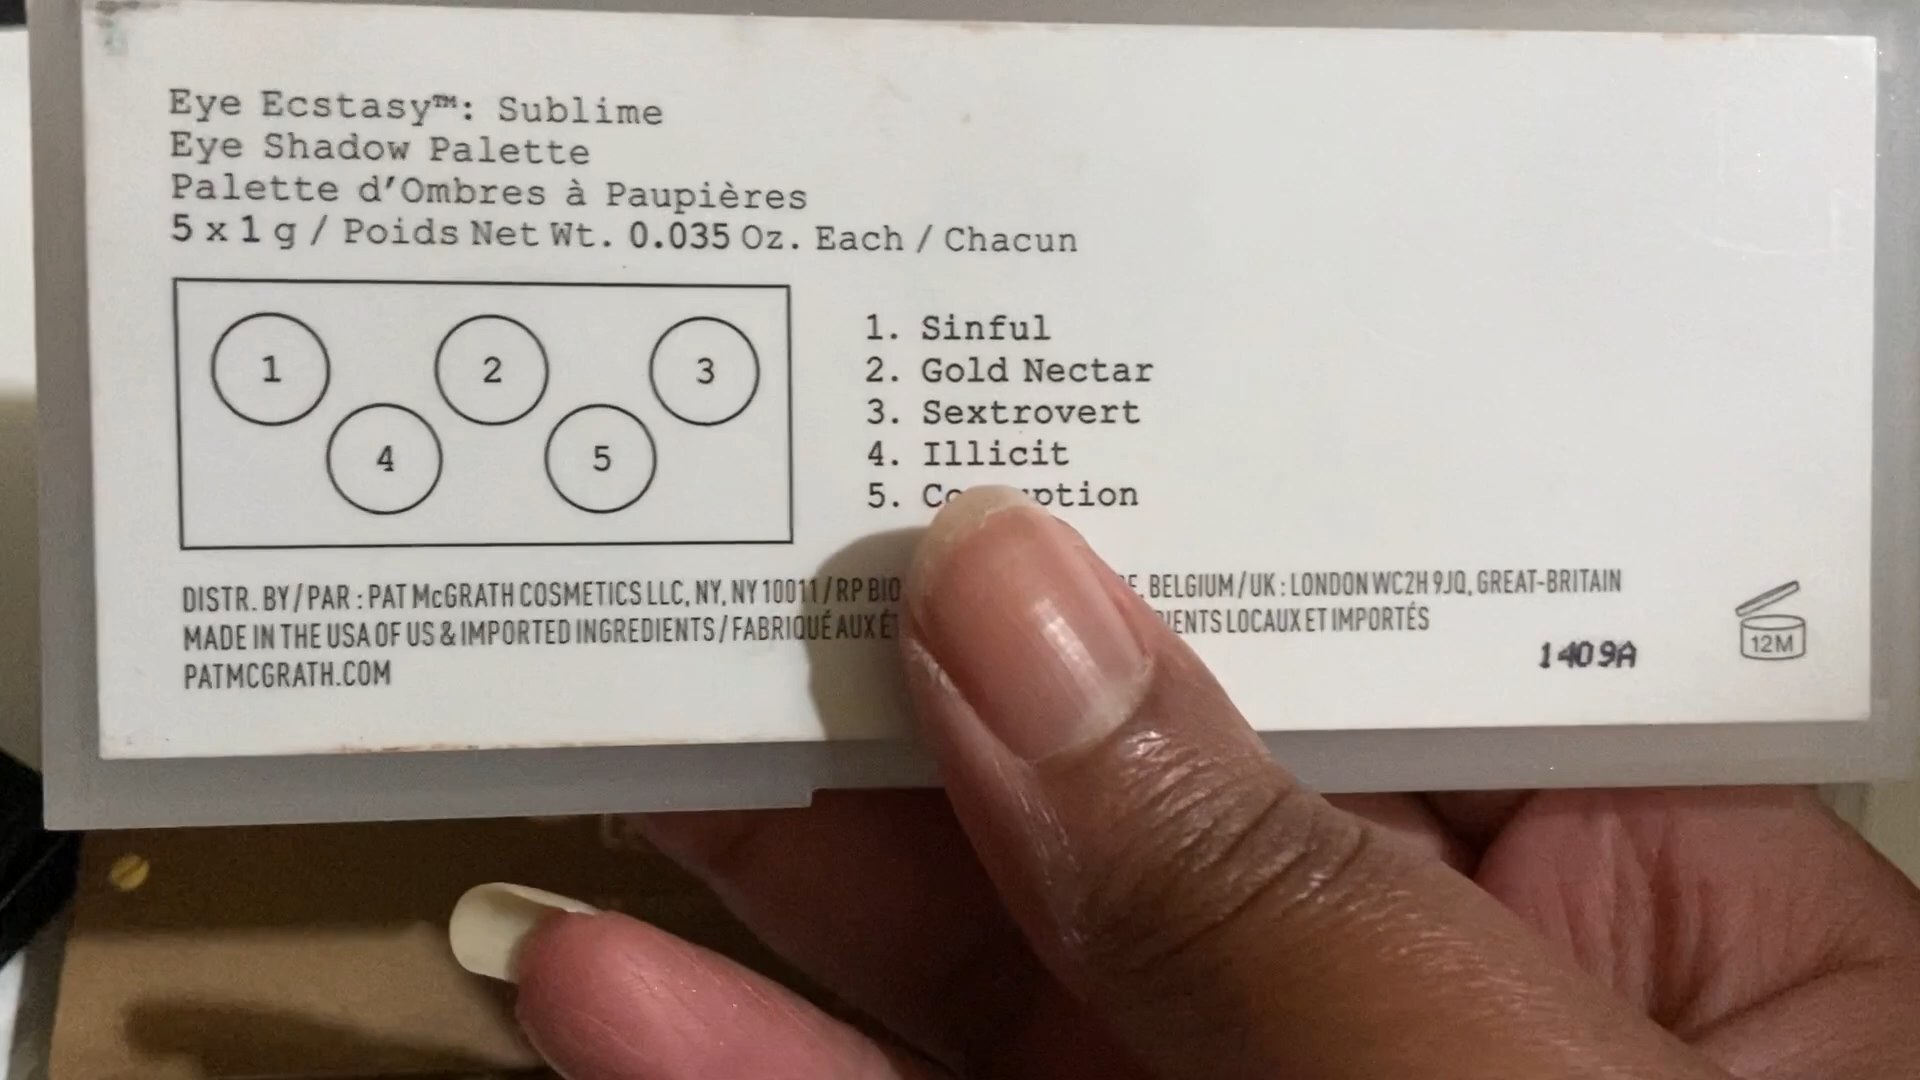 Eye Ecstasy™: Sublime
Eye Shadow Palette
Palette d'Ombres à Paupières
5 x 1 g / Poids Net Wt. 0.035 Oz. Each / Chacun
1
2
3
4
5
1. Sinful
2. Gold Nectar
3. Sextrovert
4. Illicit
5.
DISTR. BY/PAR : PAT McGRATH COSMETICS LLC, NY, NY 10011 / RP BIO BELGIUM / UK : LONDON WC2H 9JQ, GREAT-BRITAIN
MADE IN THE USA OF US & IMPORTED INGREDIENTS / FABRIQUÉ AUX LOCAUX ET IMPORTÉS
PATMCGRATH.COM
1409A
12M